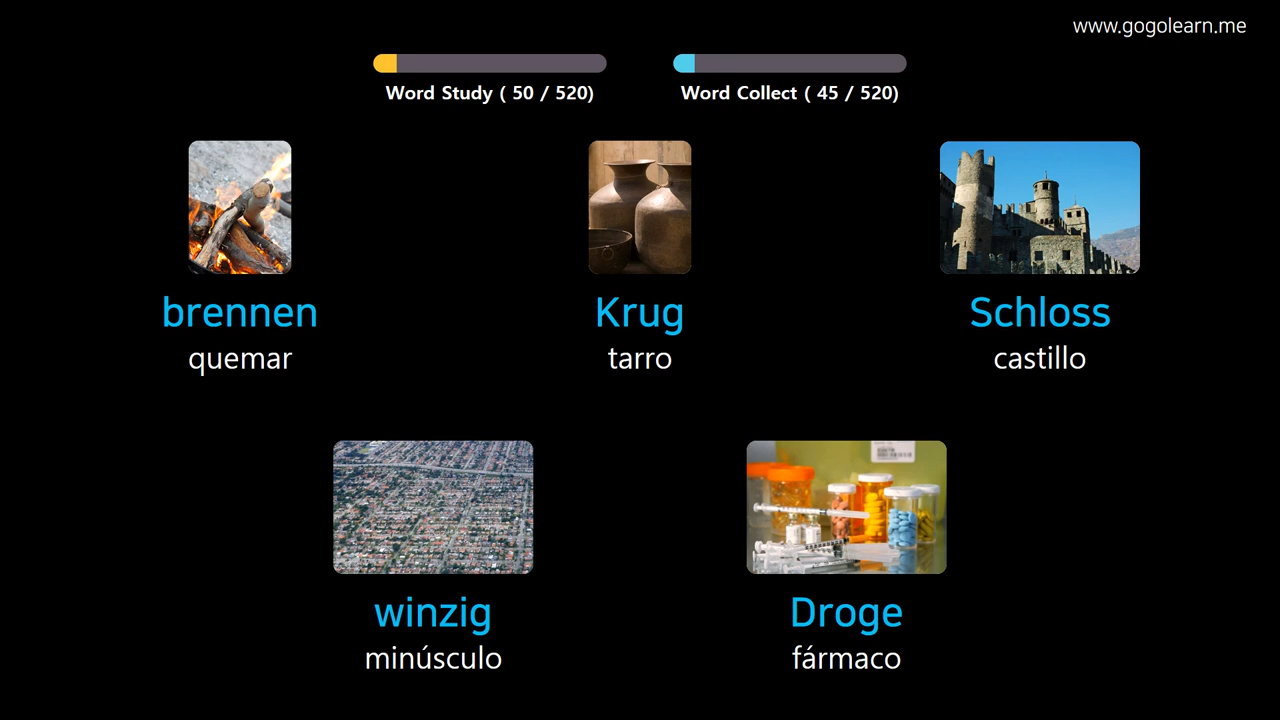 www.gogolearn.me
Word Study ( 50 / 520)
Word Collect ( 45 / 520)
brennen
quemar
Krug
tarro
Schloss
castillo
winzig
minúsculo
Droge
fármaco